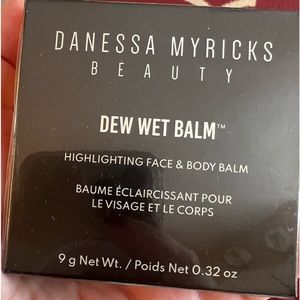 DANESSA MYRICKS
BEAUTY
DEW WET BALM™
HIGHLIGHTING FACE & BODY BALM
BAUME ÉCLAIRCISSANT POUR
LE VISAGE ET LE CORPS
9 g Net Wt. / Poids Net 0.32 oz